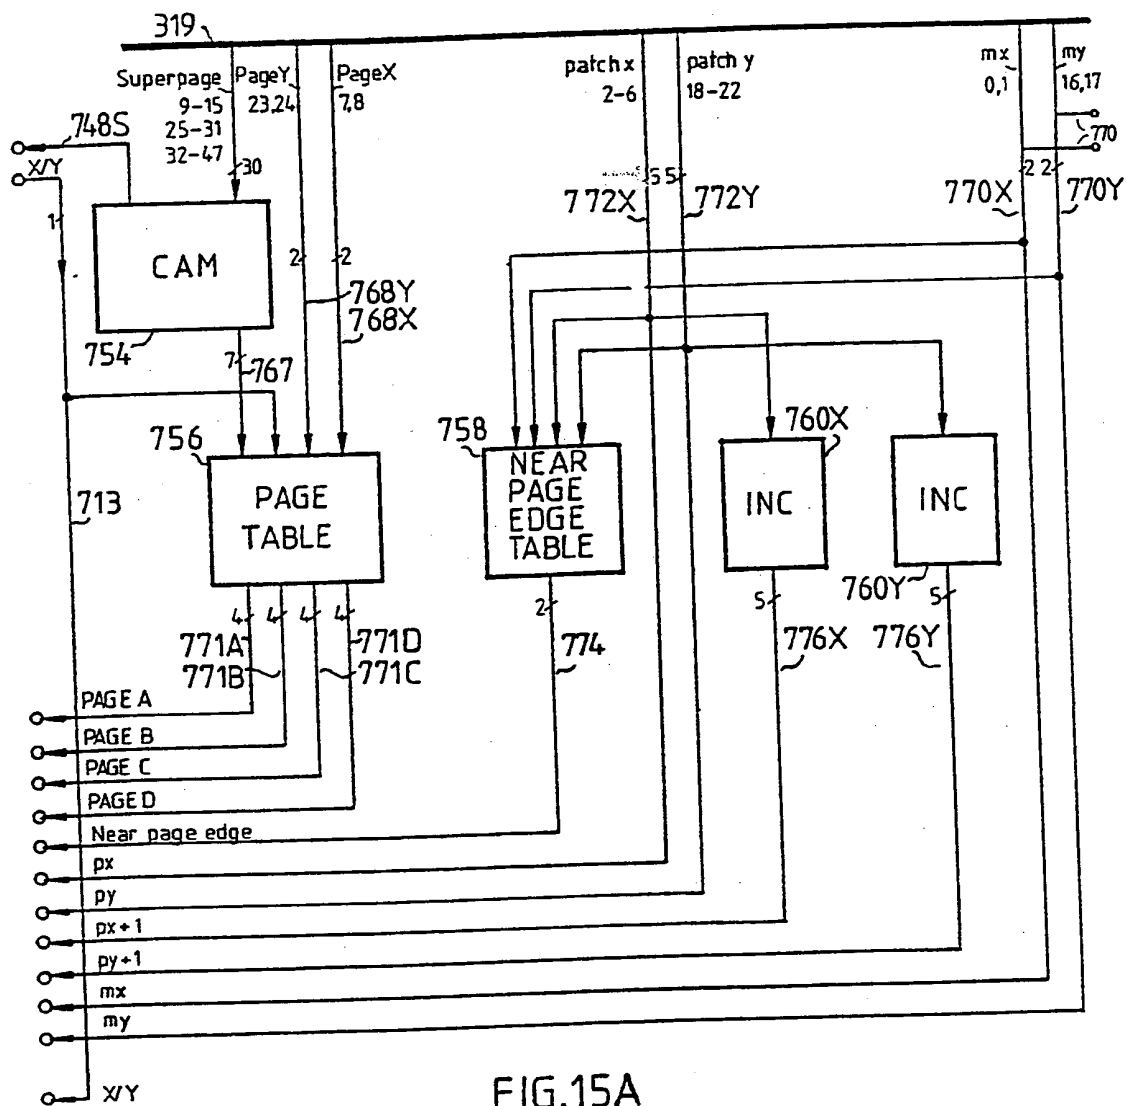 319
Superpage
9-15
25-31
32-47
PageY
23,24
PageX
7,8
patch x
2-6
patch y
18-22
mx
0,1
my
16,17
770
748S
X/Y
30
1
5 5
2 2
772X
772Y
770X
770Y
CAM
2
2
768Y
768X
754
7
767
756
758
760X
PAGE
TABLE
NEAR
PAGE
EDGE
TABLE
INC
INC
713
760Y
4 4 4 4
2
5
5
771A
771B
771D
771C
774
776X
776Y
PAGE A
PAGE B
PAGE C
PAGE D
Near page edge
px
py
px+1
py+1
mx
my
X/Y
FIG.15A